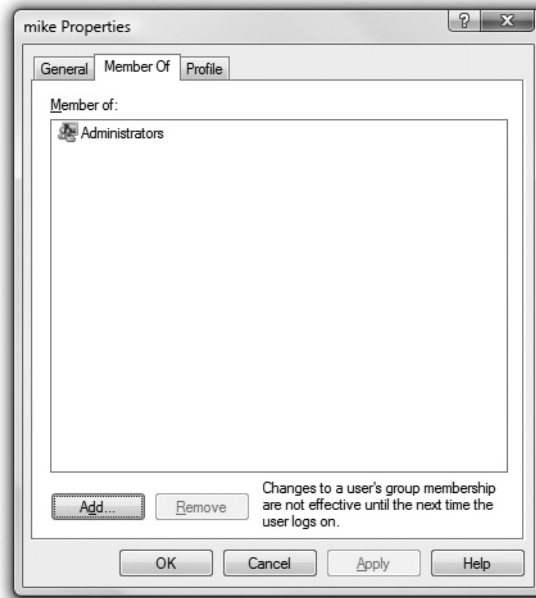 mike Properties
General Member Of Profile
Member of:
Administrators
Add... Remove
Changes to a user's group membership
are not effective until the next time the
user logs on.
OK Cancel Apply Help